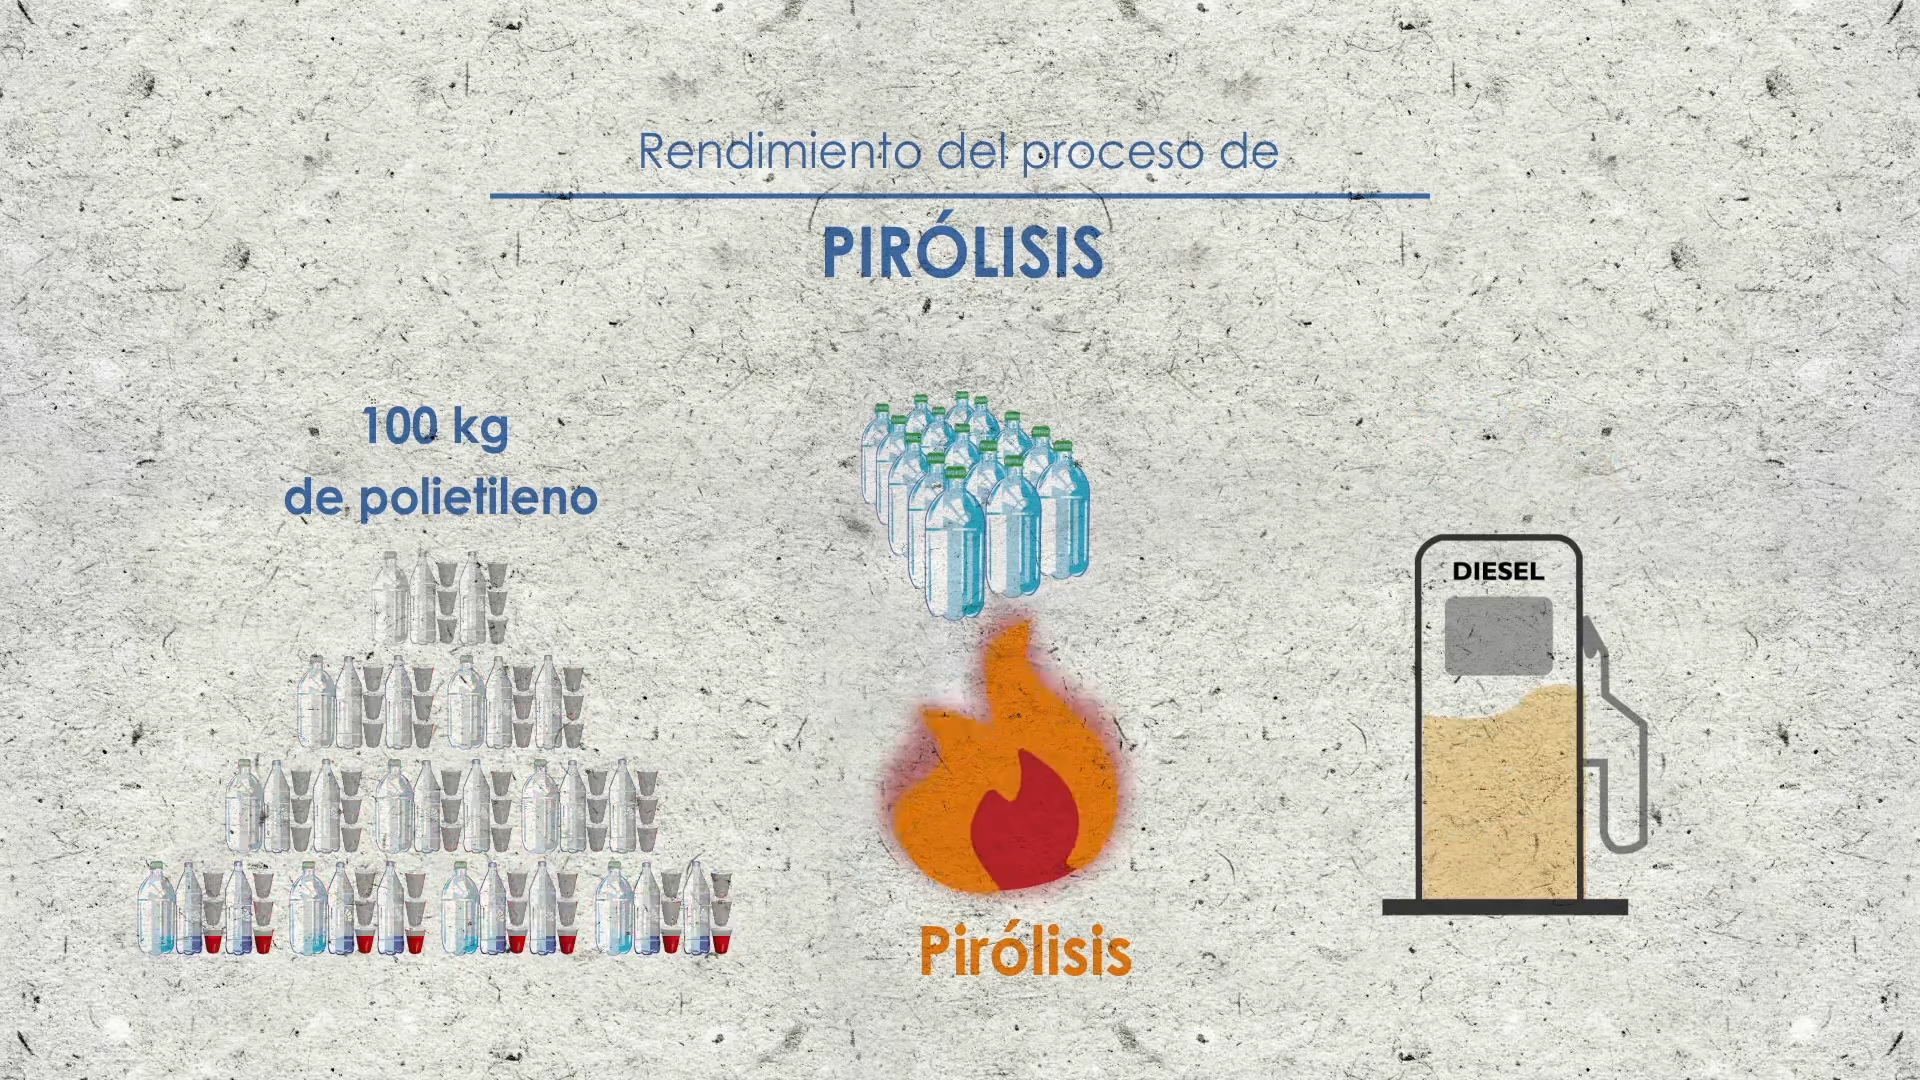 Rendimiento del proceso de
PIRÓLISIS
100 kg
de polietileno
DIESEL
Pirólisis